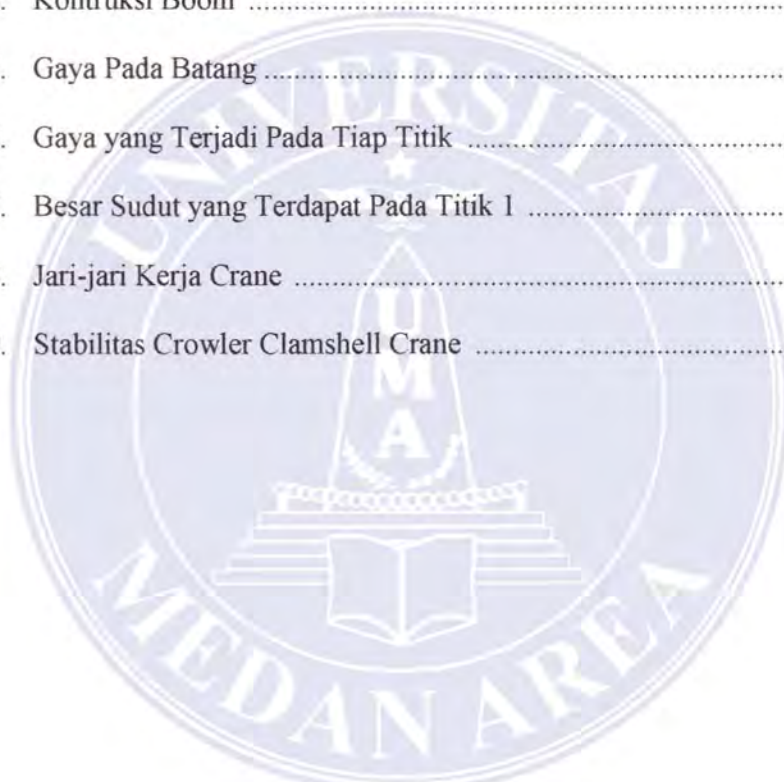 . Kontruksi Boom ........................................................................
. Gaya Pada Batang ........................................................................
. Gaya yang Terjadi Pada Tiap Titik ............................................
. Besar Sudut yang Terdapat Pada Titik 1 ....................................
. Jari-jari Kerja Crane ....................................................................
. Stabilitas Crowler Clamshell Crane ............................................
UNIVERSITAS
UMA
MEDAN AREA